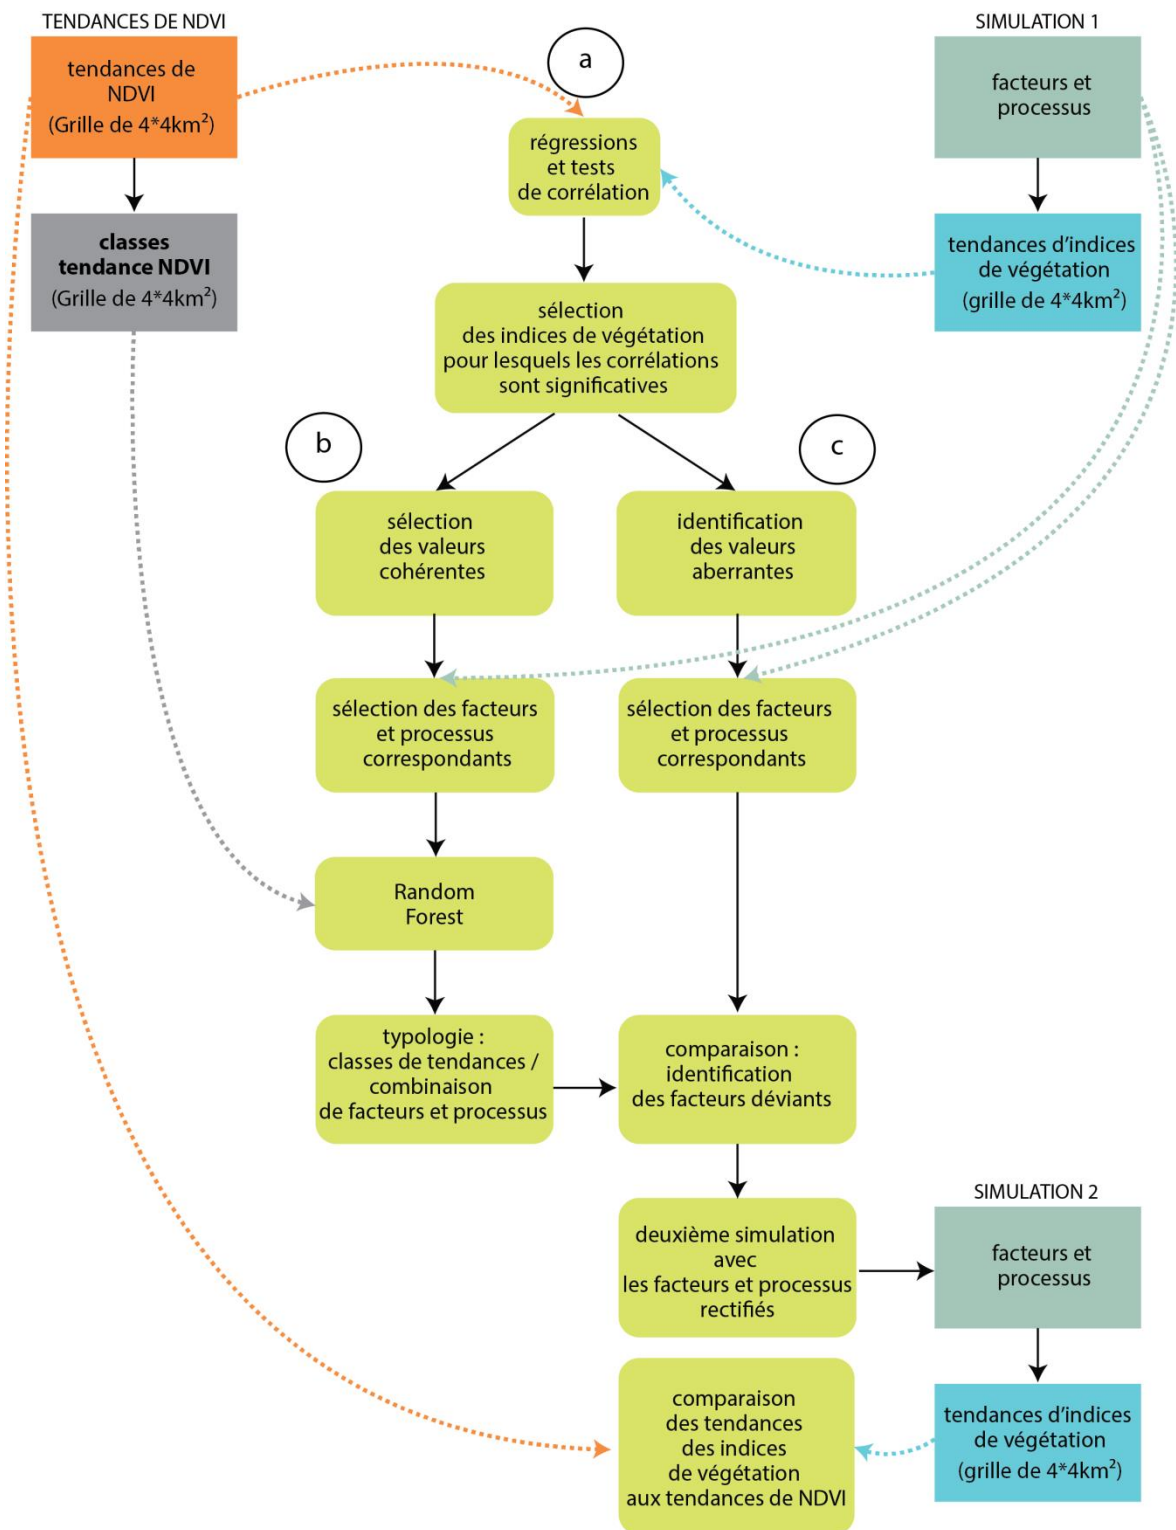 TENDANCES DE NDVI
tendances de
NDVI
(Grille de 4*4km²)
classes
tendance NDVI
(Grille de 4*4km²)
a
régressions
et tests
de corrélation
SIMULATION 1
facteurs et
processus
tendances d'indices
de végétation
(grille de 4*4km²)
sélection
des indices de végétation
pour lesquels les corrélations
sont significatives
b
c
sélection
des valeurs
cohérentes
identification
des valeurs
aberrantes
sélection des facteurs
et processus
correspondants
sélection des facteurs
et processus
correspondants
Random
Forest
typologie :
classes de tendances /
combinaison
de facteurs et processus
comparaison :
identification
des facteurs déviants
deuxième simulation
avec
les facteurs et processus
rectifiés
SIMULATION 2
facteurs et
processus
tendances d'indices
de végétation
(grille de 4*4km²)
comparaison
des tendances
des indices
de végétation
aux tendances de NDVI